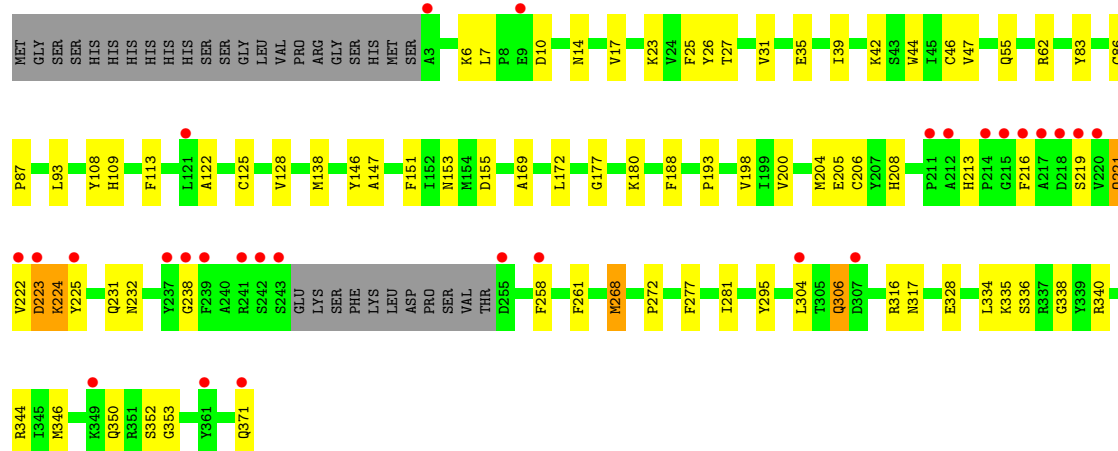 MET GLY SER SER HIS HIS HIS HIS HIS HIS SER SER GLY LEU VAL PRO ARG GLY SER HIS MET SER A3 K6 L7 P8 E9 D10 N14 V17 K23 V24 F25 Y26 T27 V31 E35 I39 K42 S43 W44 I45 C46 V47 Q55 R62 Y83
P87 L93 Y108 H109 F113 L121 A122 C125 V128 M138 Y146 A147 F151 I152 N153 M154 D155 A169 L172 G177 K180 F188 P193 V198 I199 V200 M204 E205 C206 Y207 H208 P211 A212 H213 P214 G215 F216 A217 D218 S219 V220
V222 D223 K224 Y225 Q231 N232 Y237 G238 F239 A240 R241 S242 S243 GLU LYS SER PHE HIS LYS LEU ASP PRO SER VAL THR D255 F258 F261 M268 P272 F277 I281 Y295 L304 T305 Q306 D307 R316 N317 E328 L334 K335 S336 R337 G338 Y339 R340
R344 I345 M346 K349 Q350 R351 S352 G353 Y361 Q371